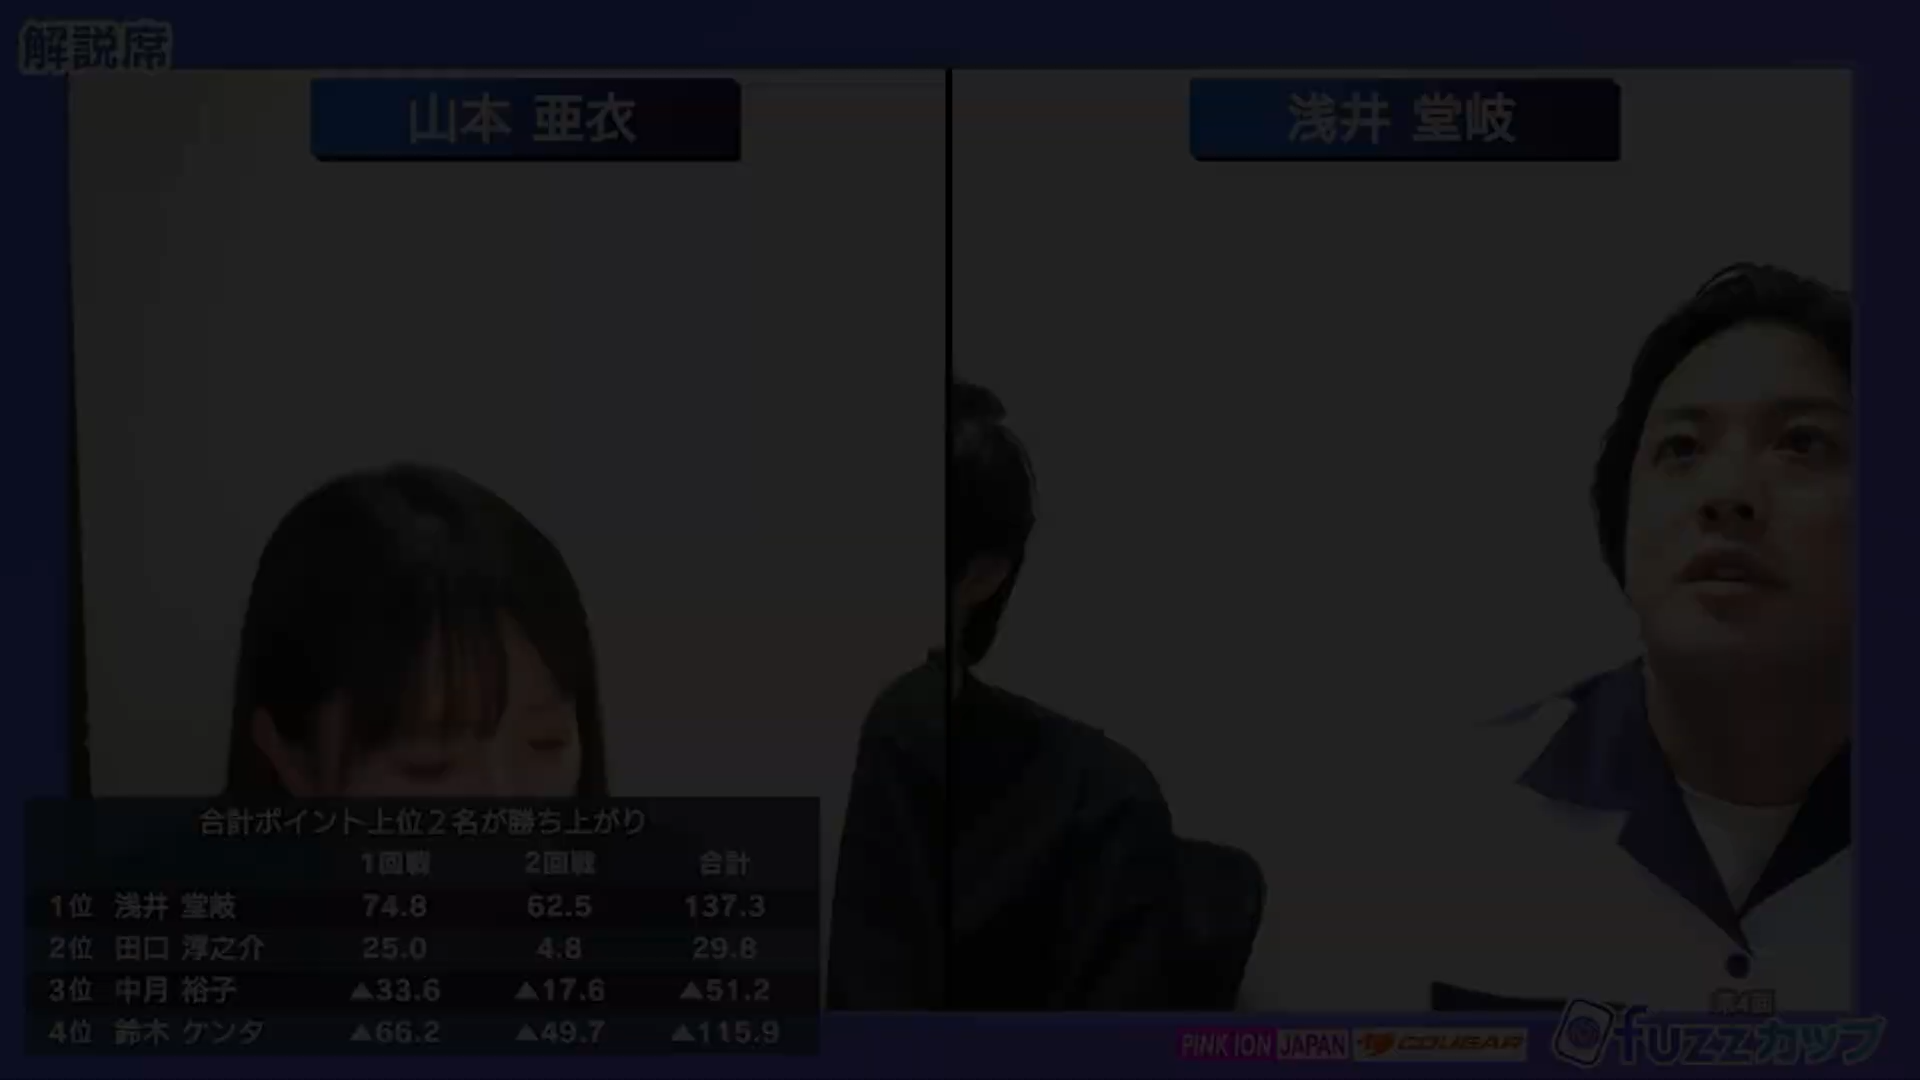 解説席
山本 亜衣
浅井 堂岐
合計ポイント上位2名が勝ち上がり
1回戦 2回戦 合計
1位 浅井 堂岐 74.8 62.5 137.3
2位 田口 淳之介 25.0 4.8 29.8
3位 中月 裕子 ▲33.6 ▲17.6 ▲51.2
4位 鈴木 ケンタ ▲66.2 ▲49.7 ▲115.9
PINK ION JAPAN COUGAR
第4回
fuzzカップ